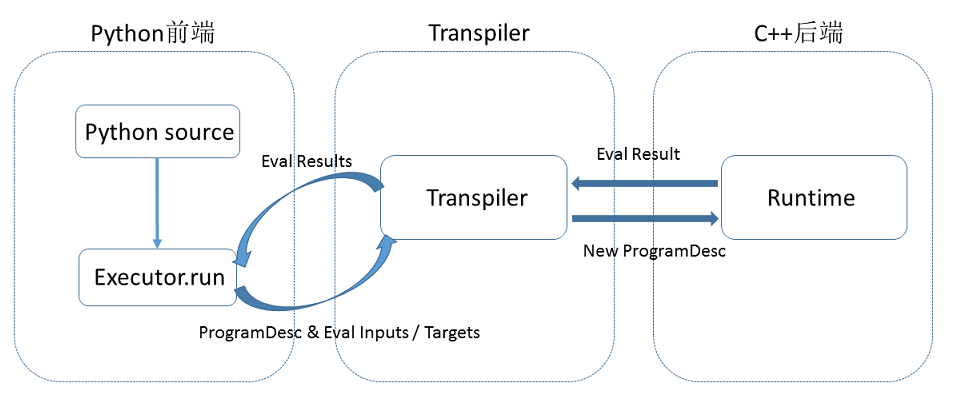 Python前端
Transpiler
C++后端
Python source
Eval Results
Eval Result
Transpiler
Runtime
New ProgramDesc
Executor.run
ProgramDesc & Eval Inputs / Targets